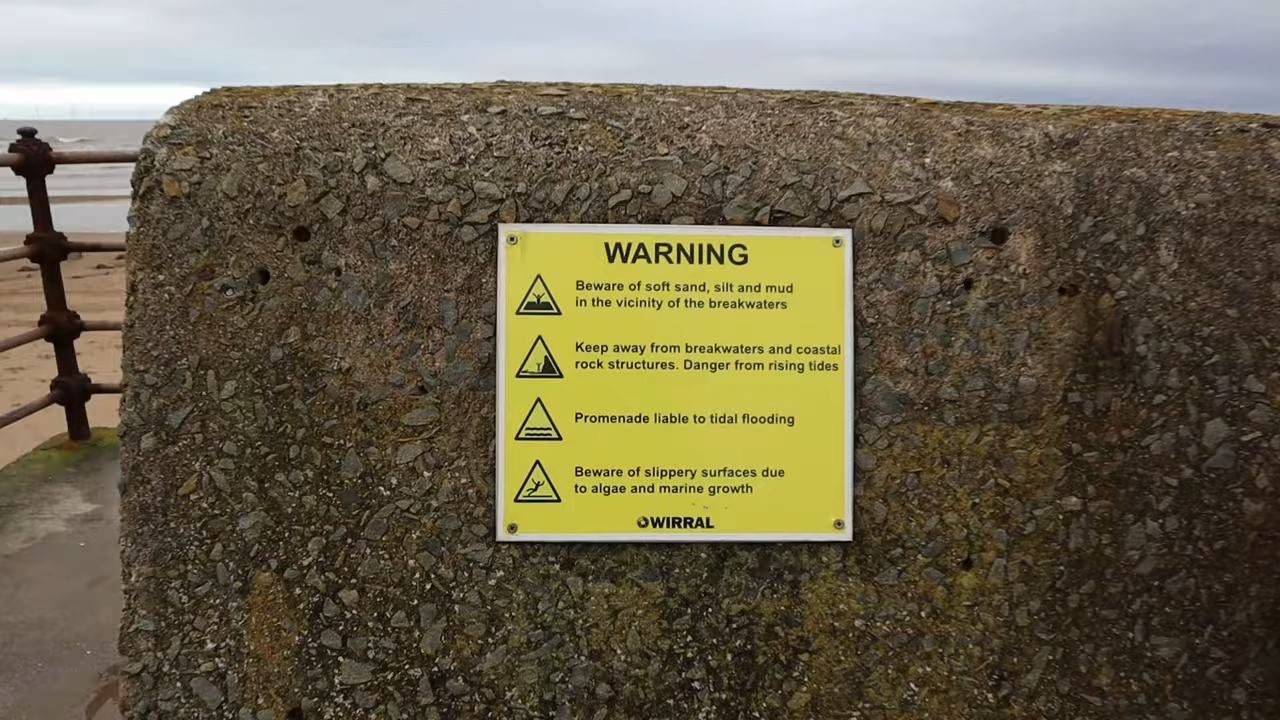 WARNING
Beware of soft sand, silt and mud
in the vicinity of the breakwaters
Keep away from breakwaters and coastal
rock structures. Danger from rising tides
Promenade liable to tidal flooding
Beware of slippery surfaces due
to algae and marine growth
WIRRAL